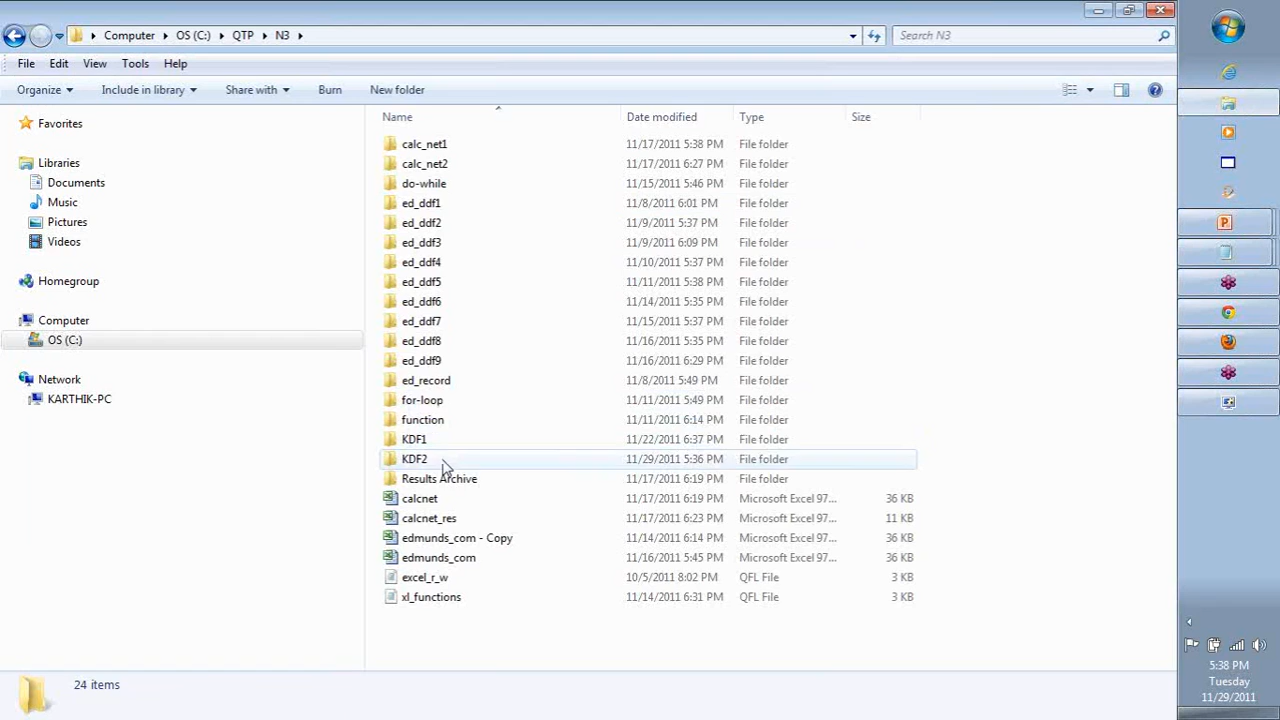 Computer OS (C:) QTP N3
Search N3
File Edit View Tools Help
Organize Include in library Share with Burn New folder
Name Date modified Type Size
Favorites
Libraries
Documents
Music
Pictures
Videos
Homegroup
Computer
OS (C:)
Network
KARTHIK-PC
calc_net1 11/17/2011 5:38 PM File folder
calc_net2 11/17/2011 6:27 PM File folder
do-while 11/15/2011 5:46 PM File folder
ed_ddf1 11/8/2011 6:01 PM File folder
ed_ddf2 11/9/2011 5:37 PM File folder
ed_ddf3 11/9/2011 6:09 PM File folder
ed_ddf4 11/10/2011 5:37 PM File folder
ed_ddf5 11/11/2011 5:38 PM File folder
ed_ddf6 11/14/2011 5:35 PM File folder
ed_ddf7 11/15/2011 5:37 PM File folder
ed_ddf8 11/16/2011 5:35 PM File folder
ed_ddf9 11/16/2011 6:29 PM File folder
ed_record 11/8/2011 5:49 PM File folder
for-loop 11/11/2011 5:49 PM File folder
function 11/11/2011 6:14 PM File folder
KDF1 11/22/2011 6:37 PM File folder
KDF2 11/29/2011 5:36 PM File folder
Results Archive 11/17/2011 6:19 PM File folder
calcnet 11/17/2011 6:19 PM Microsoft Excel 97... 36 KB
calcnet_res 11/17/2011 6:23 PM Microsoft Excel 97... 11 KB
edmunds_com - Copy 11/14/2011 6:14 PM Microsoft Excel 97... 36 KB
edmunds_com 11/16/2011 5:45 PM Microsoft Excel 97... 36 KB
excel_r_w 10/5/2011 8:02 PM QFL File 3 KB
xl_functions 11/14/2011 6:31 PM QFL File 3 KB
24 items
5:38 PM
Tuesday
11/29/2011